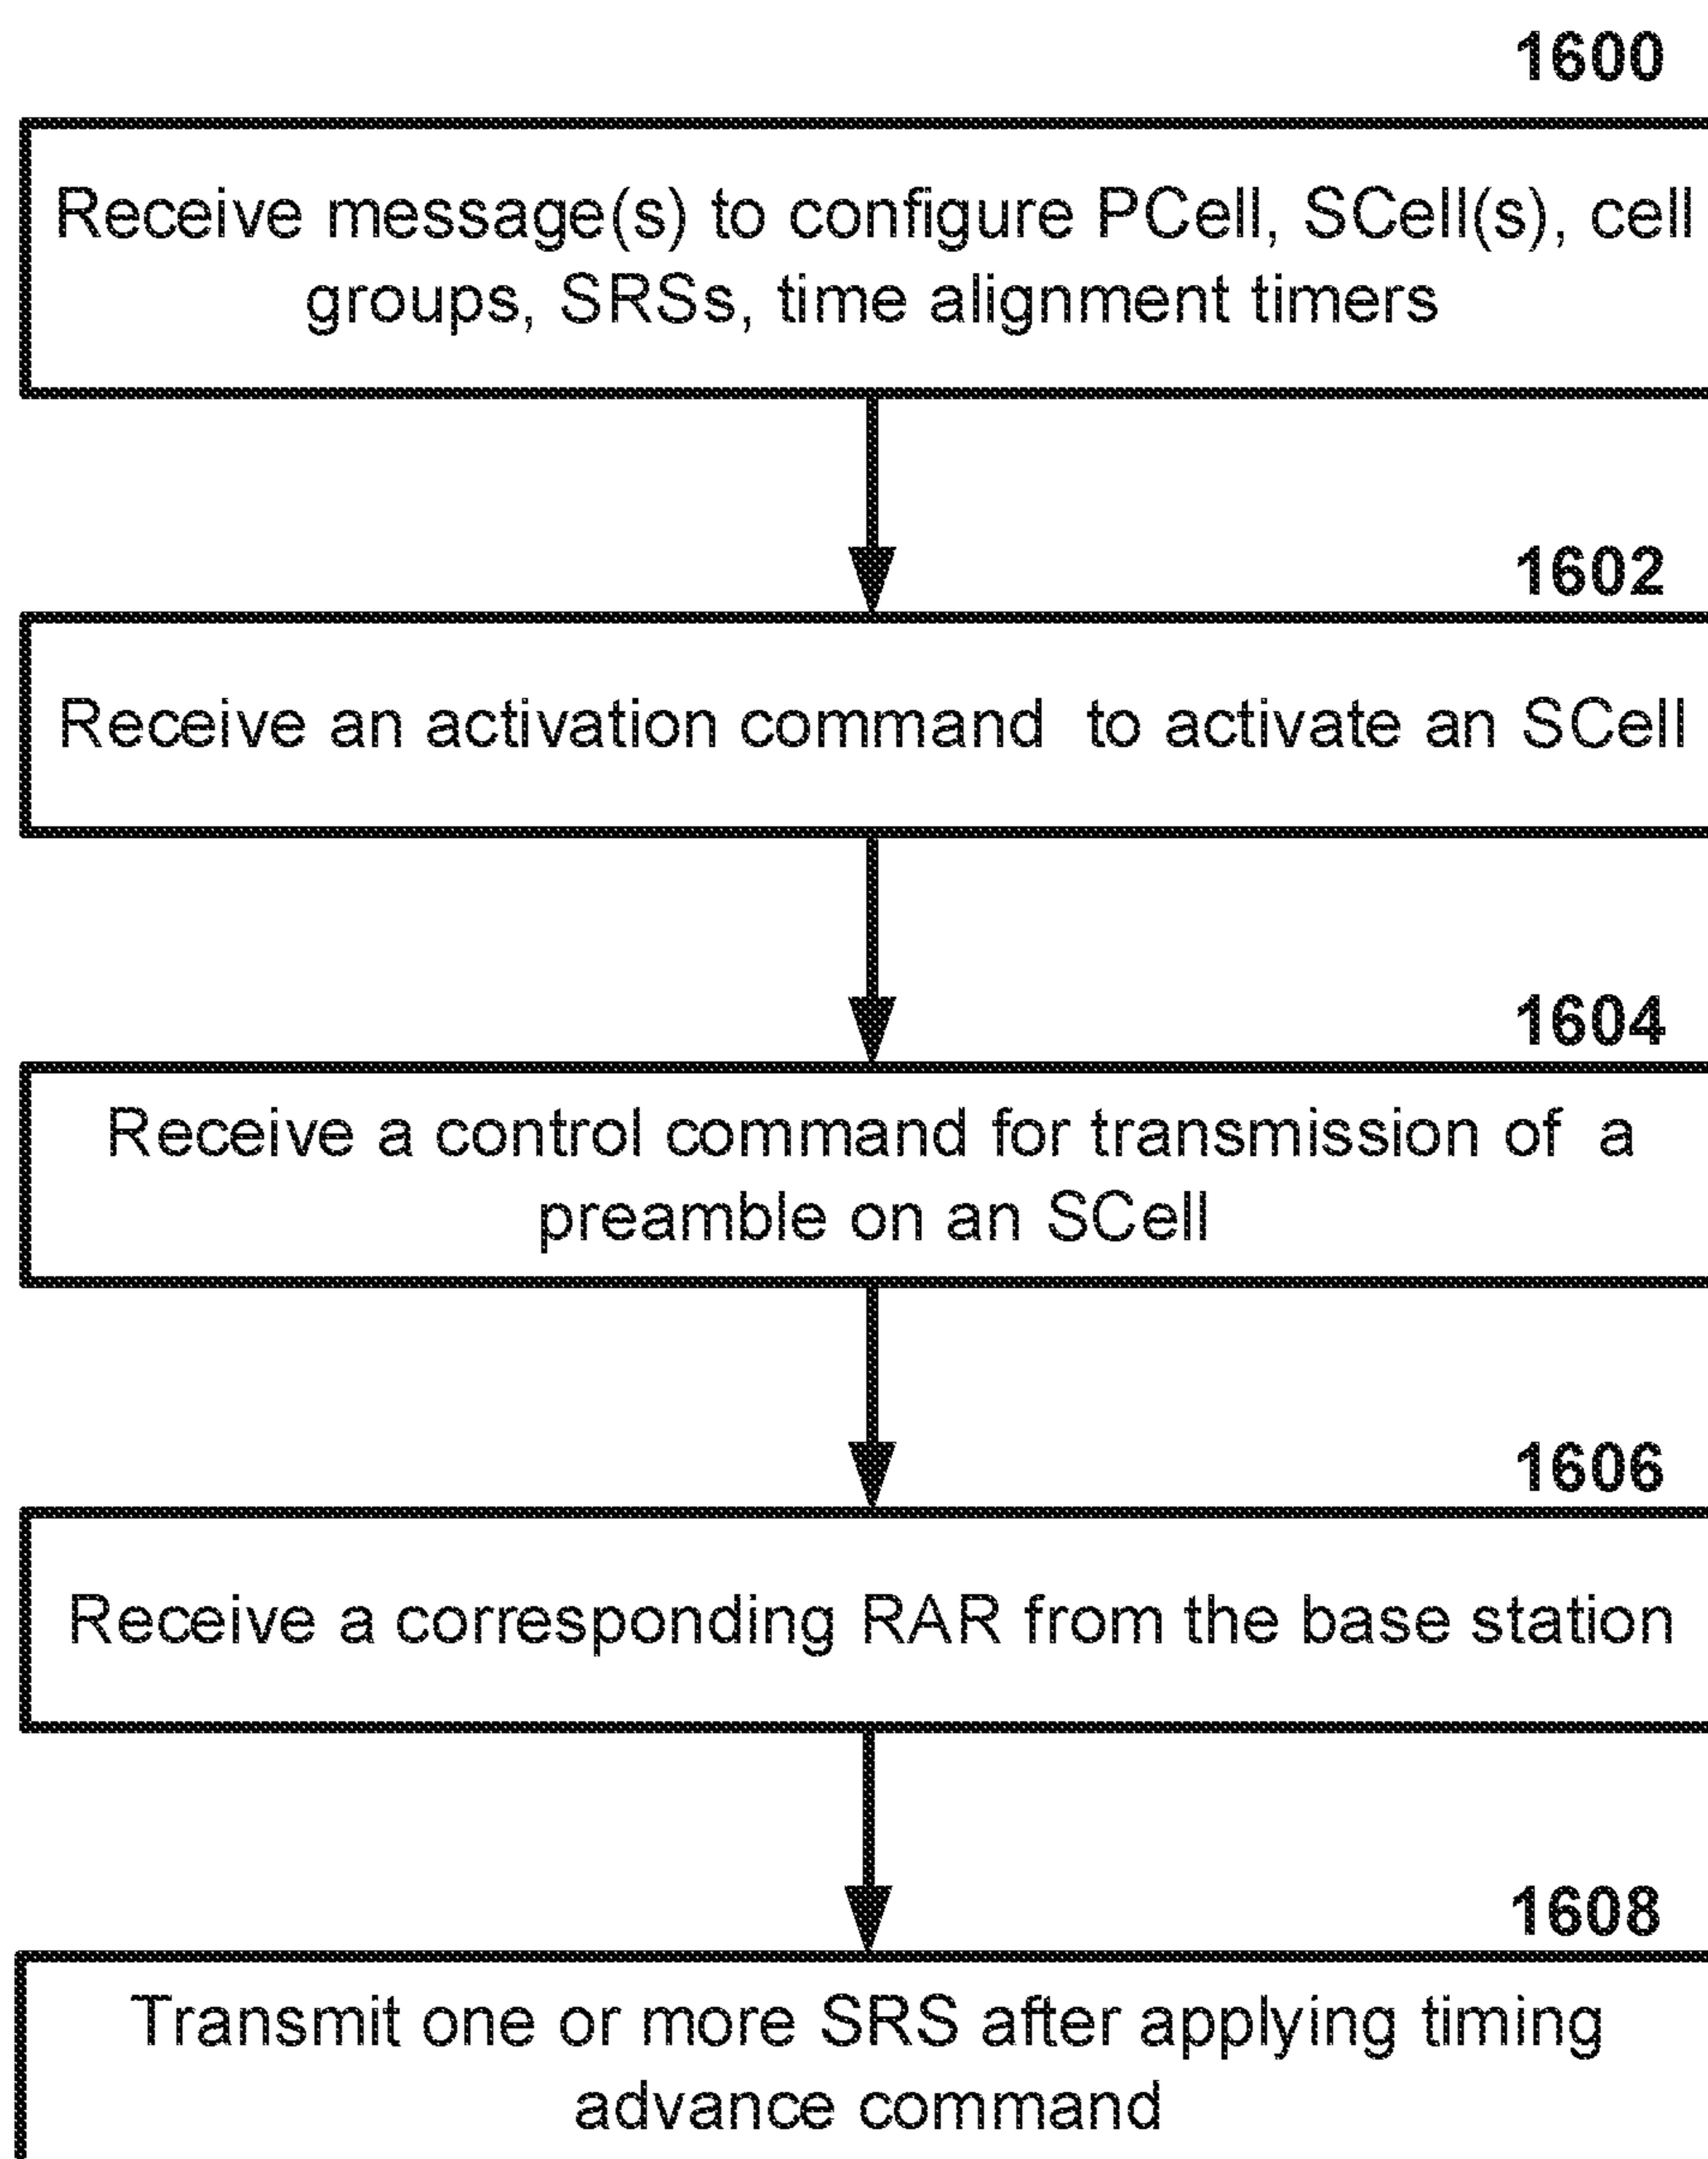 1600
Receive message(s) to configure PCell, SCell(s), cell
groups, SRSs, time alignment timers
1602
Receive an activation command  to activate an SCell
1604
Receive a control command for transmission of  a
preamble on an SCell
1606
Receive a corresponding RAR from the base station
1608
Transmit one or more SRS after applying timing
advance command